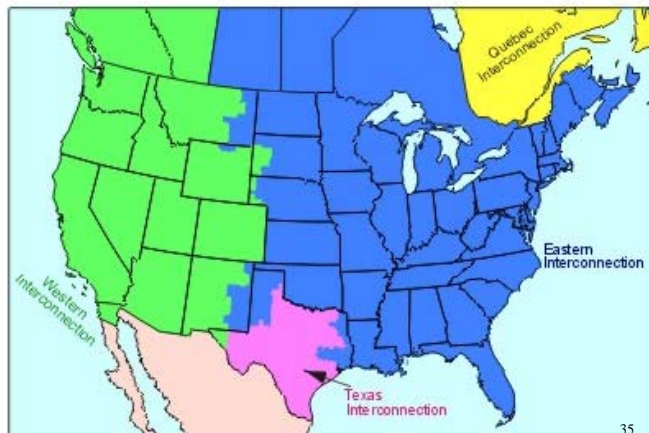 Quebec
Interconnection
Eastern
Interconnection
Western
Interconnection
Texas
Interconnection
35